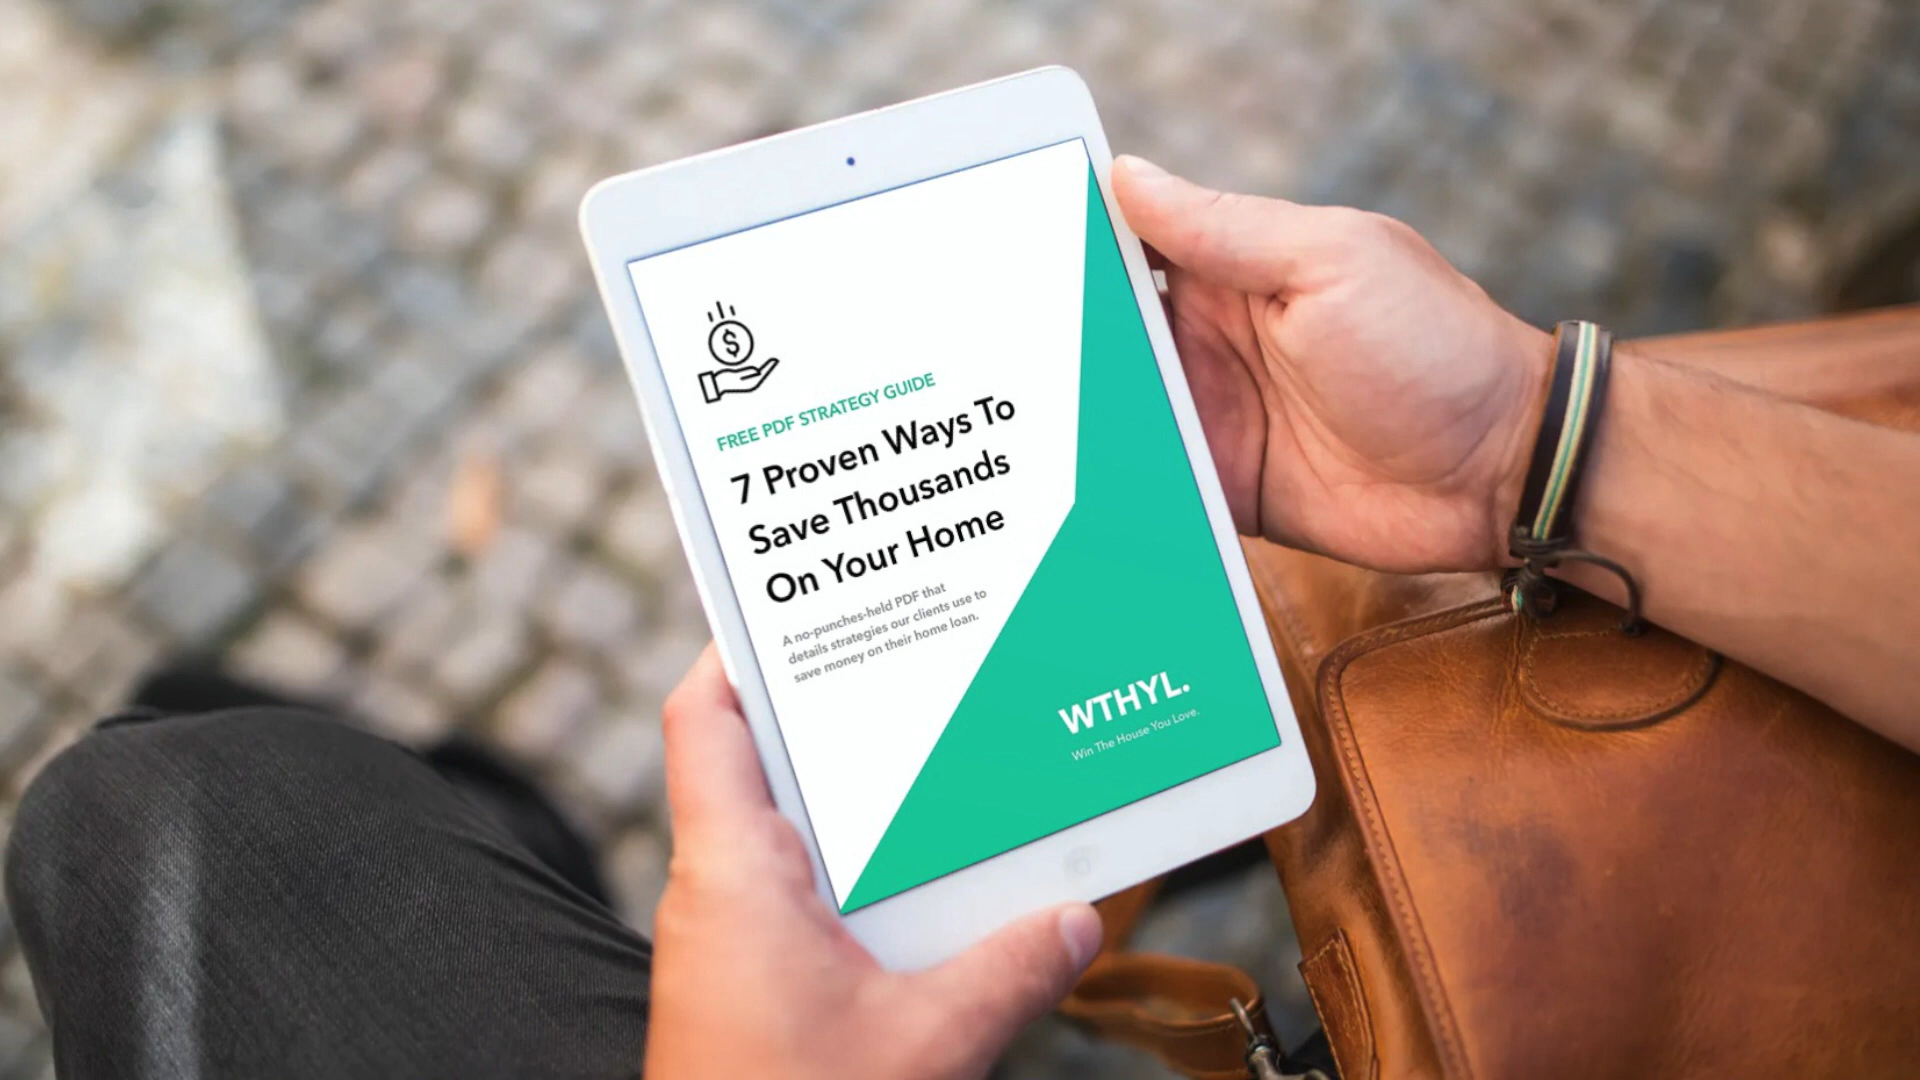 $
FREE PDF STRATEGY GUIDE
7 Proven Ways To
Save Thousands
On Your Home
A no-punches-held PDF that
details strategies our clients use to
save money on their home loan.
WTHYL.
Win The House You Love.